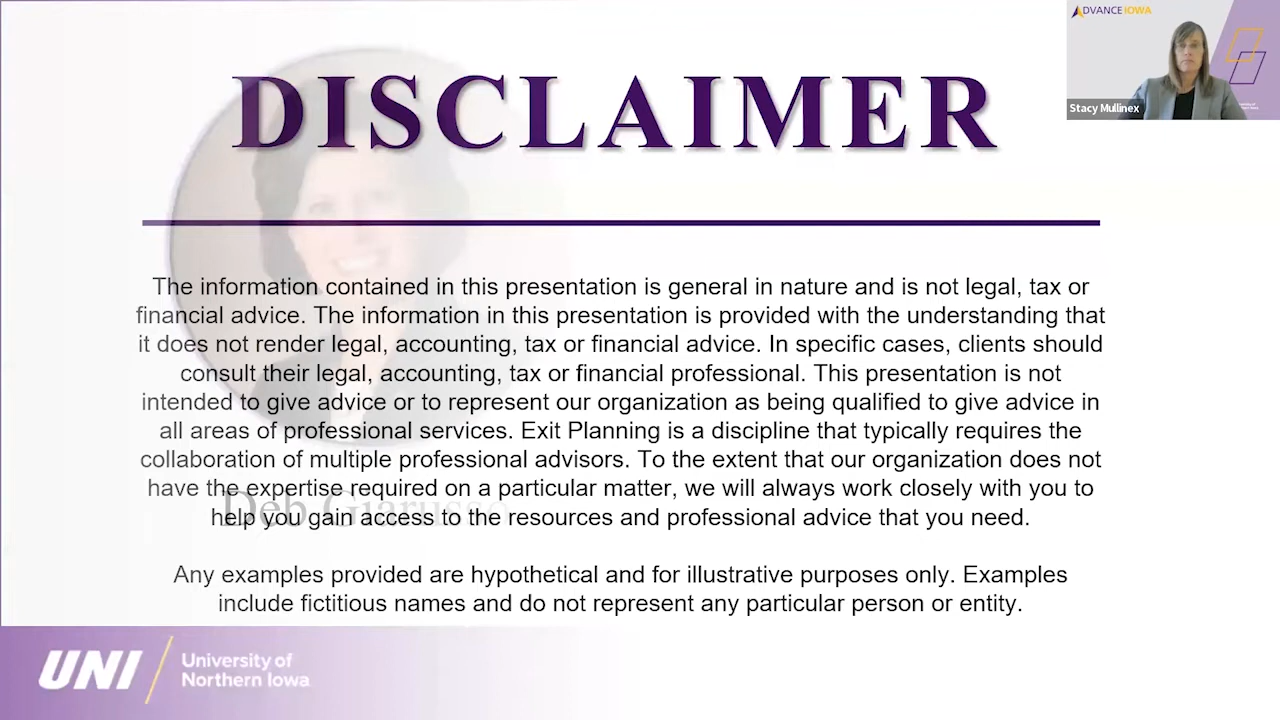 ADVANCE IOWA
Stacy Mullinex
DISCLAIMER
The information contained in this presentation is general in nature and is not legal, tax or
financial advice. The information in this presentation is provided with the understanding that
it does not render legal, accounting, tax or financial advice. In specific cases, clients should
consult their legal, accounting, tax or financial professional. This presentation is not
intended to give advice or to represent our organization as being qualified to give advice in
all areas of professional services. Exit Planning is a discipline that typically requires the
collaboration of multiple professional advisors. To the extent that our organization does not
have the expertise required on a particular matter, we will always work closely with you to
help you gain access to the resources and professional advice that you need.
Deb Giarusso
Any examples provided are hypothetical and for illustrative purposes only. Examples
include fictitious names and do not represent any particular person or entity.
UNI
University of
Northern Iowa